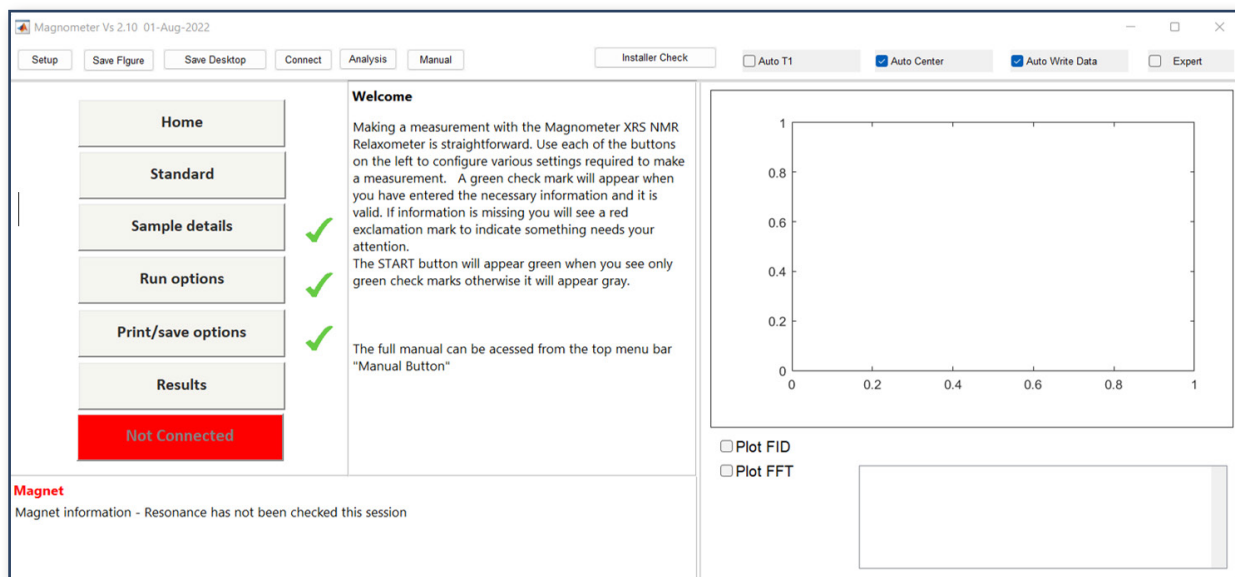 Magnometer Vs 2.10 01-Aug-2022
Setup
Save FIgure
Save Desktop
Connect
Analysis
Manual
Installer Check
Auto T1
Auto Center
Auto Write Data
Expert
Home
Standard
Sample details
Run options
Print/save options
Results
Not Connected
Welcome
Making a measurement with the Magnometer XRS NMR
Relaxometer is straightforward. Use each of the buttons
on the left to configure various settings required to make
a measurement. A green check mark will appear when
you have entered the necessary information and it is
valid. If information is missing you will see a red
exclamation mark to indicate something needs your
attention.
The START button will appear green when you see only
green check marks otherwise it will appear gray.
The full manual can be acessed from the top menu bar
"Manual Button"
1
0.8
0.6
0.4
0.2
0
0 0.2 0.4 0.6 0.8 1
Plot FID
Plot FFT
Magnet
Magnet information - Resonance has not been checked this session